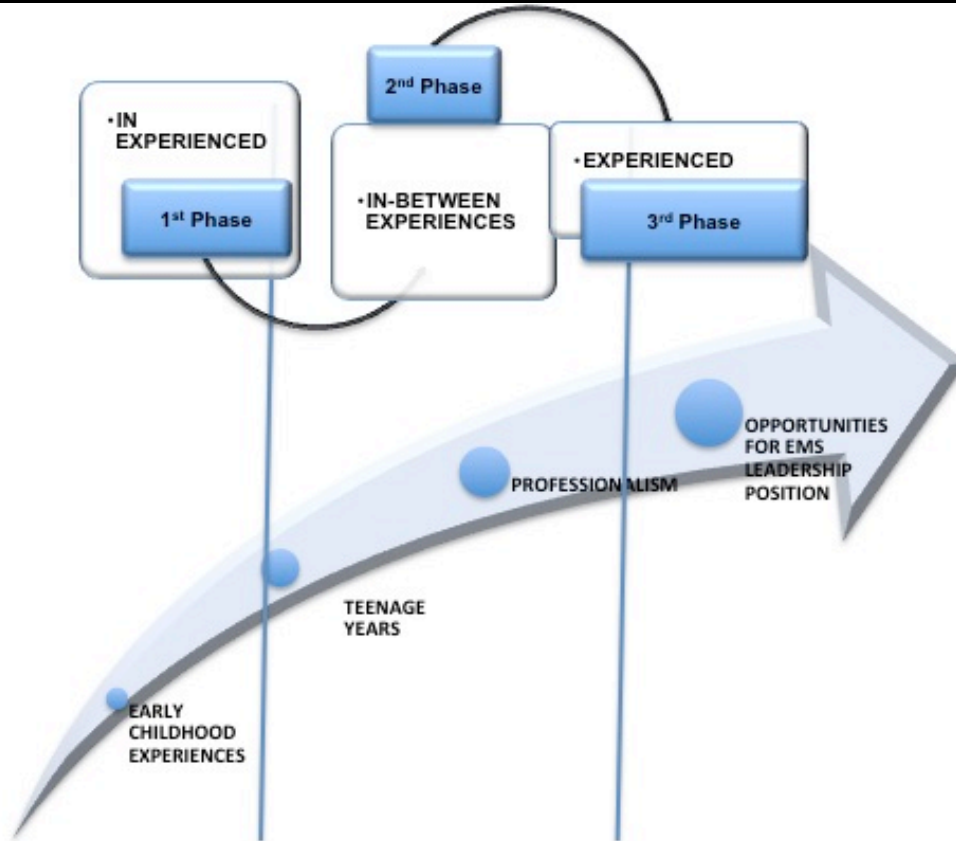 ·IN
EXPERIENCED
1st Phase
2nd Phase
·IN-BETWEEN
EXPERIENCES
·EXPERIENCED
3rd Phase
OPPORTUNITIES
FOR EMS
LEADERSHIP
POSITION
PROFESSIONALISM
TEENAGE
YEARS
EARLY
CHILDHOOD
EXPERIENCES